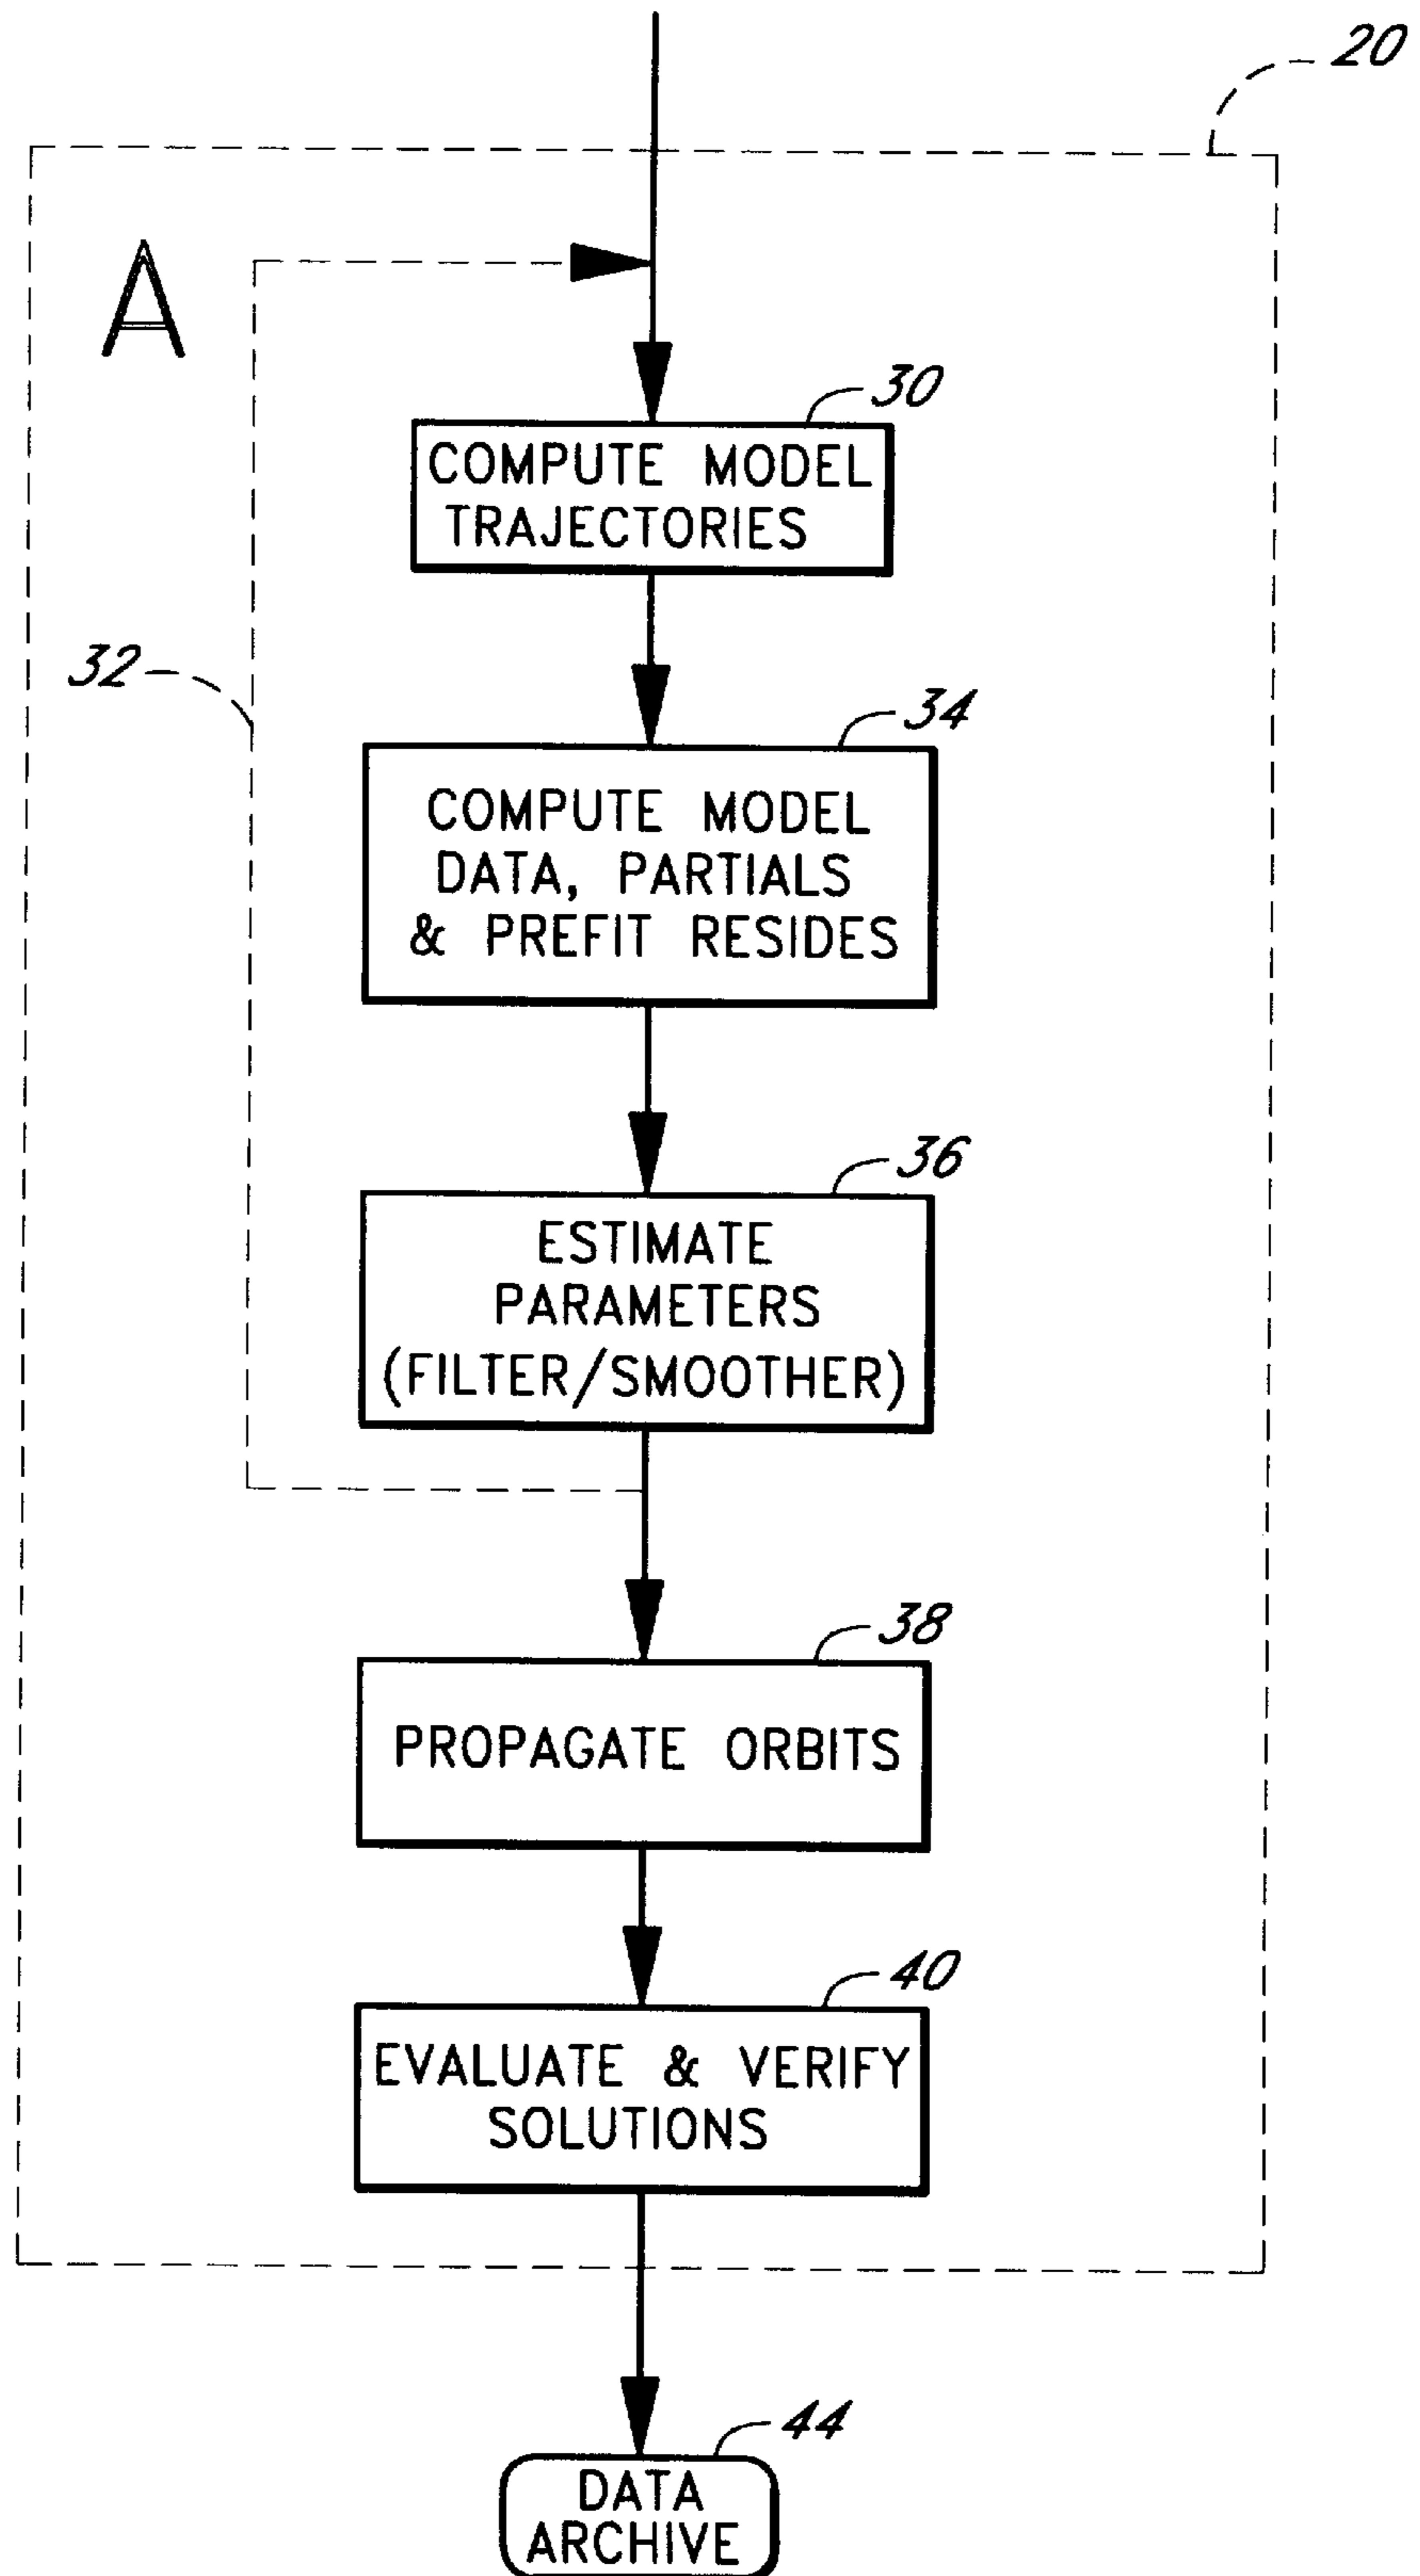 20
A
30
COMPUTE MODEL
TRAJECTORIES
32
34
COMPUTE MODEL
DATA, PARTIALS
& PREFIT RESIDES
36
ESTIMATE
PARAMETERS
(FILTER/SMOOTHER)
38
PROPAGATE ORBITS
40
EVALUATE & VERIFY
SOLUTIONS
44
DATA
ARCHIVE